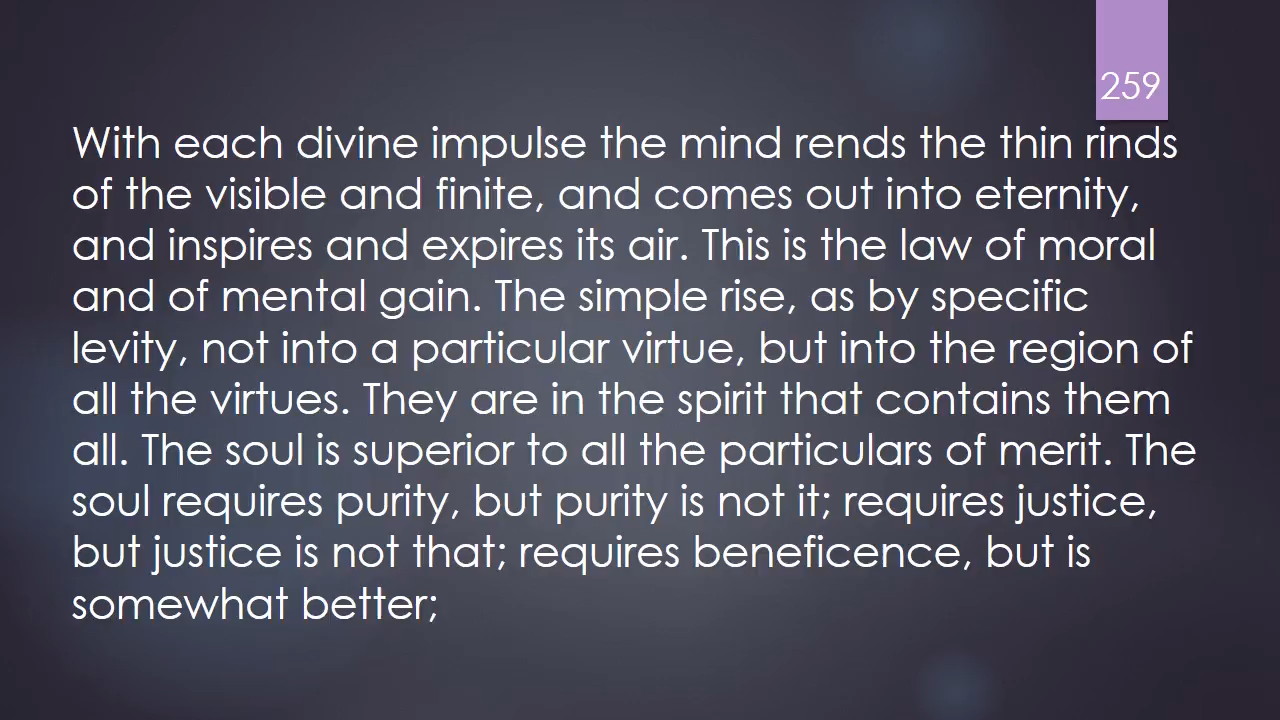 259
With each divine impulse the mind rends the thin rinds
of the visible and finite, and comes out into eternity,
and inspires and expires its air. This is the law of moral
and of mental gain. The simple rise, as by specific
levity, not into a particular virtue, but into the region of
all the virtues. They are in the spirit that contains them
all. The soul is superior to all the particulars of merit. The
soul requires purity, but purity is not it; requires justice,
but justice is not that; requires beneficence, but is
somewhat better;